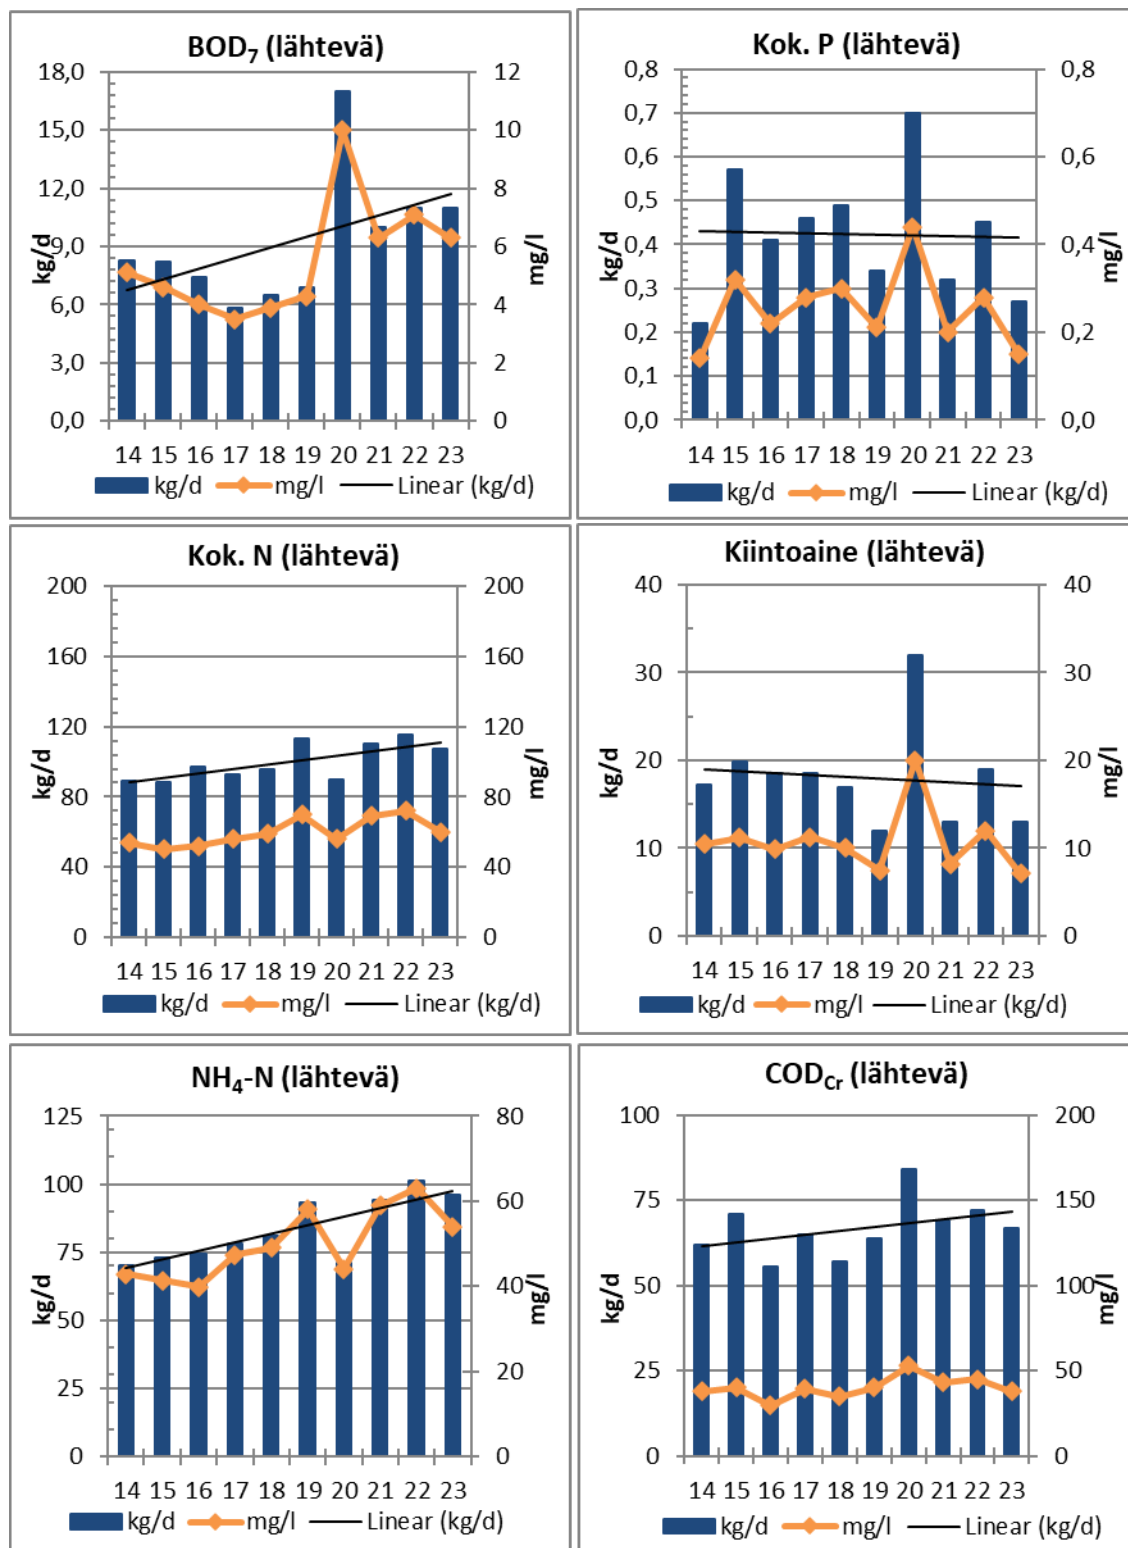 BOD₇ (lähtevä)
18,0 12
15,0 10
12,0 8
9,0 6
6,0 4
3,0 2
0,0 0
kg/d
mg/l
14 15 16 17 18 19 20 21 22 23
kg/d mg/l Linear (kg/d)
Kok. P (lähtevä)
0,8 0,8
0,7
0,6 0,6
0,5
0,4 0,4
0,3
0,2 0,2
0,1
0,0 0,0
kg/d
mg/l
14 15 16 17 18 19 20 21 22 23
kg/d mg/l Linear (kg/d)
Kok. N (lähtevä)
200 200
160 160
120 120
80 80
40 40
0 0
kg/d
mg/l
14 15 16 17 18 19 20 21 22 23
kg/d mg/l Linear (kg/d)
Kiintoaine (lähtevä)
40 40
30 30
20 20
10 10
0 0
kg/d
mg/l
14 15 16 17 18 19 20 21 22 23
kg/d mg/l Linear (kg/d)
NH₄-N (lähtevä)
125 80
100 60
75 40
50 20
25 0
0
kg/d
mg/l
14 15 16 17 18 19 20 21 22 23
kg/d mg/l Linear (kg/d)
COD_Cr (lähtevä)
100 200
75 150
50 100
25 50
0 0
kg/d
mg/l
14 15 16 17 18 19 20 21 22 23
kg/d mg/l Linear (kg/d)